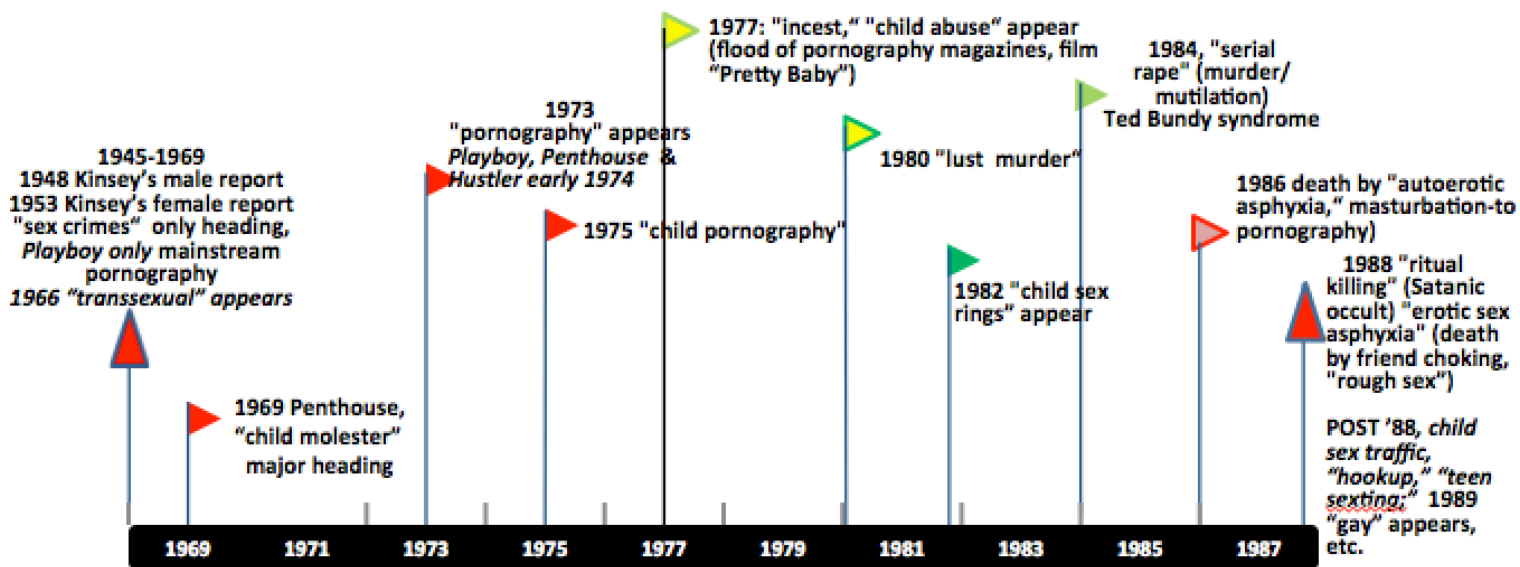 1945-1969
1948 Kinsey's male report
1953 Kinsey's female report
"sex crimes" only heading,
Playboy only mainstream
pornography
1966 "transsexual" appears
1969 Penthouse,
"child molester"
major heading
1973
"pornography" appears
Playboy, Penthouse &
Hustler early 1974
1975 "child pornography"
1977: "incest," "child abuse" appear
(flood of pornography magazines, film
"Pretty Baby")
1980 "lust murder"
1982 "child sex
rings" appear
1984, "serial
rape" (murder/
mutilation)
Ted Bundy syndrome
1986 death by "autoerotic
asphyxia," masturbation-to
pornography)
1988 "ritual
killing" (Satanic
occult) "erotic sex
asphyxia" (death
by friend choking,
"rough sex")
POST '88, child
sex traffic,
"hookup," "teen
sexting;" 1989
"gay" appears,
etc.
1969 1971 1973 1975 1977 1979 1981 1983 1985 1987